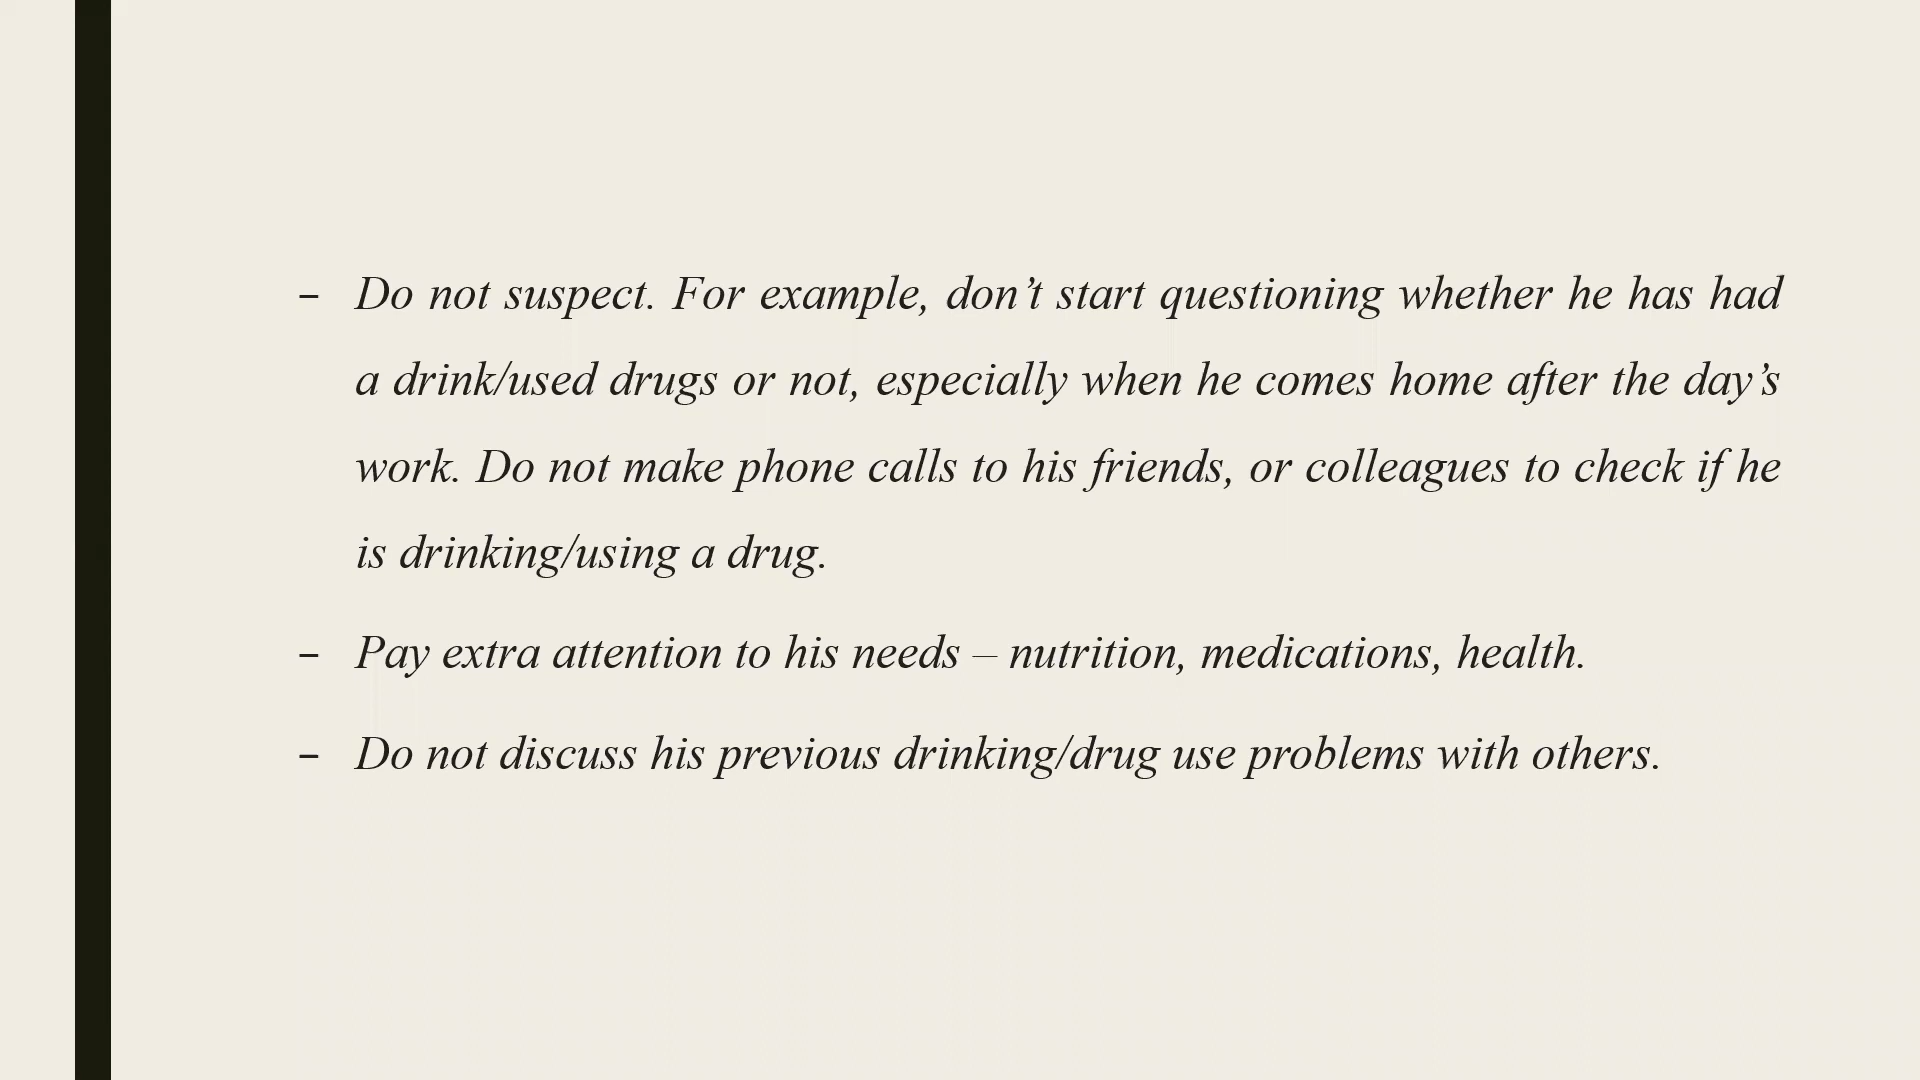 – Do not suspect. For example, don’t start questioning whether he has had
a drink/used drugs or not, especially when he comes home after the day’s
work. Do not make phone calls to his friends, or colleagues to check if he
is drinking/using a drug.
– Pay extra attention to his needs – nutrition, medications, health.
– Do not discuss his previous drinking/drug use problems with others.